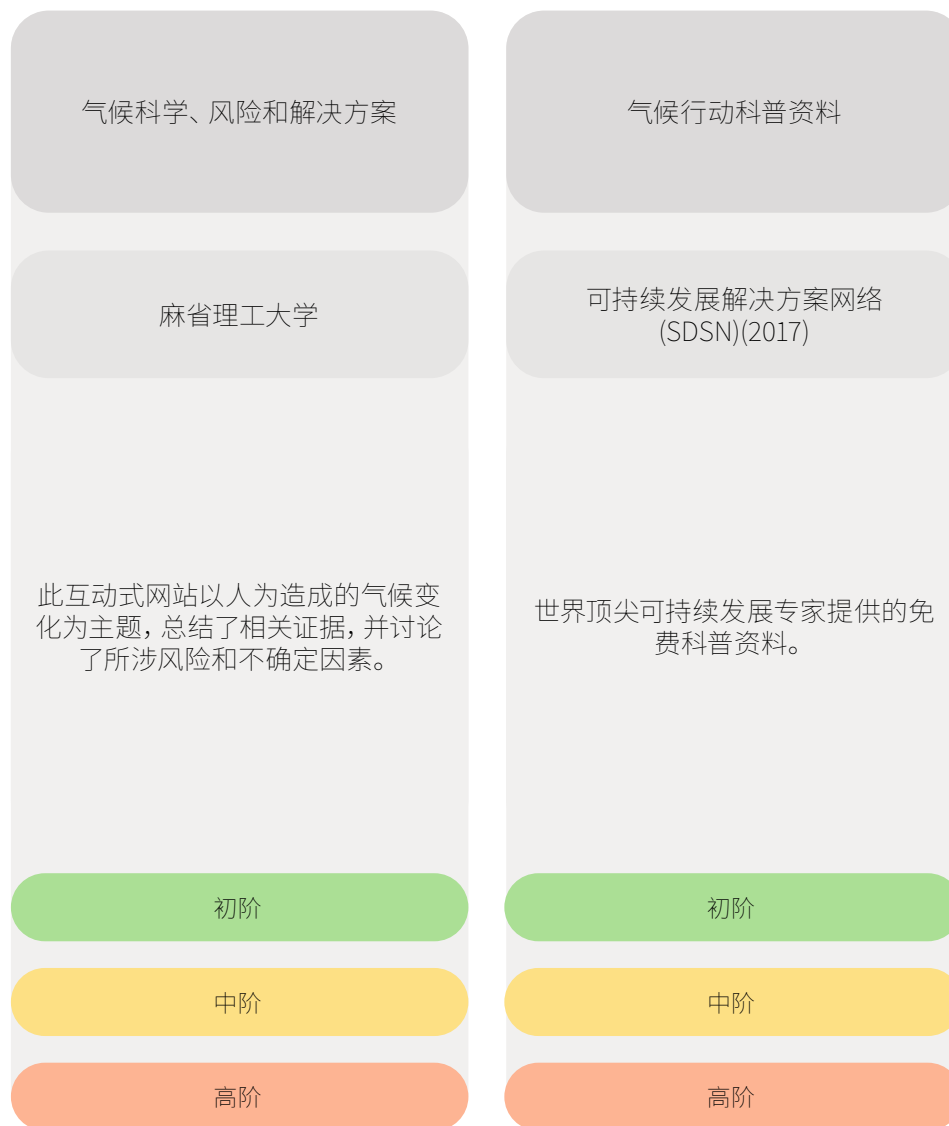 气候科学、风险和解决方案
麻省理工大学
此互动式网站以人为造成的气候变
化为主题，总结了相关证据，并讨论
了所涉风险和不确定因素。
初阶
中阶
高阶
气候行动科普资料
可持续发展解决方案网络
(SDSN)(2017)
世界顶尖可持续发展专家提供的免
费科普资料。
初阶
中阶
高阶